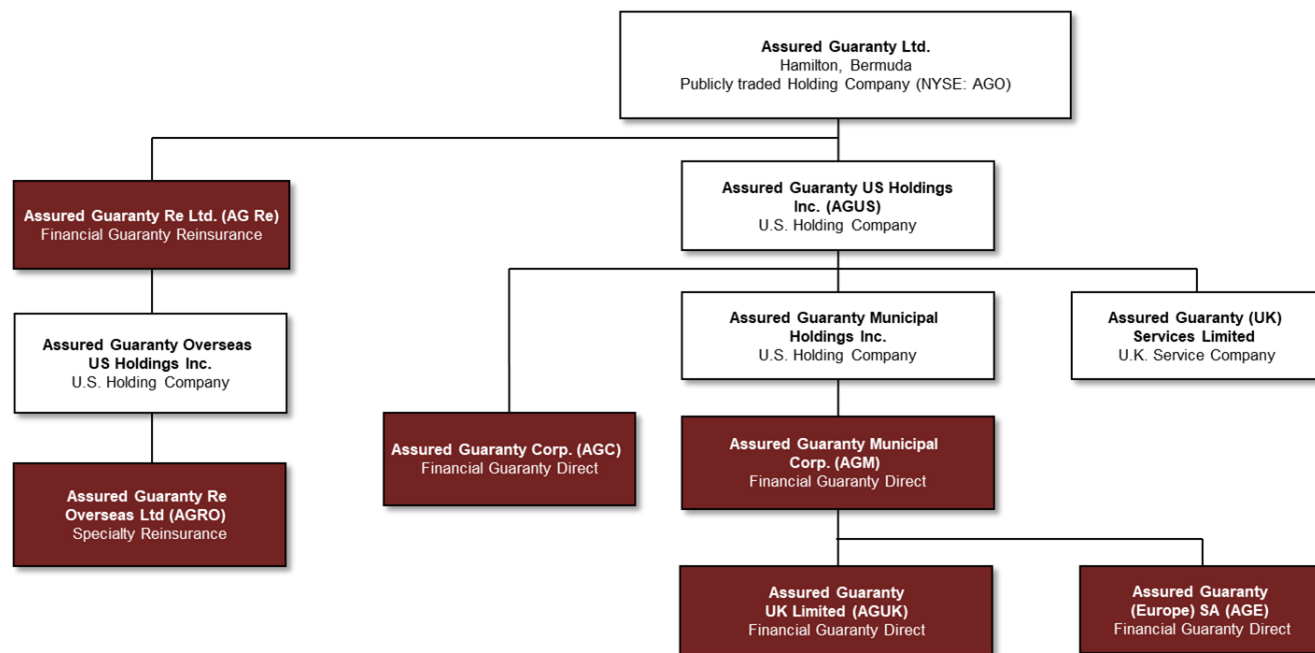 Assured Guaranty Ltd.
Hamilton, Bermuda
Publicly traded Holding Company (NYSE: AGO)
Assured Guaranty Re Ltd. (AG Re)
Financial Guaranty Reinsurance
Assured Guaranty US Holdings
Inc. (AGUS)
U.S. Holding Company
Assured Guaranty Overseas
US Holdings Inc.
U.S. Holding Company
Assured Guaranty Municipal
Holdings Inc.
U.S. Holding Company
Assured Guaranty (UK)
Services Limited
U.K. Service Company
Assured Guaranty Corp. (AGC)
Financial Guaranty Direct
Assured Guaranty Municipal
Corp. (AGM)
Financial Guaranty Direct
Assured Guaranty Re
Overseas Ltd (AGRO)
Specialty Reinsurance
Assured Guaranty
UK Limited (AGUK)
Financial Guaranty Direct
Assured Guaranty
(Europe) SA (AGE)
Financial Guaranty Direct